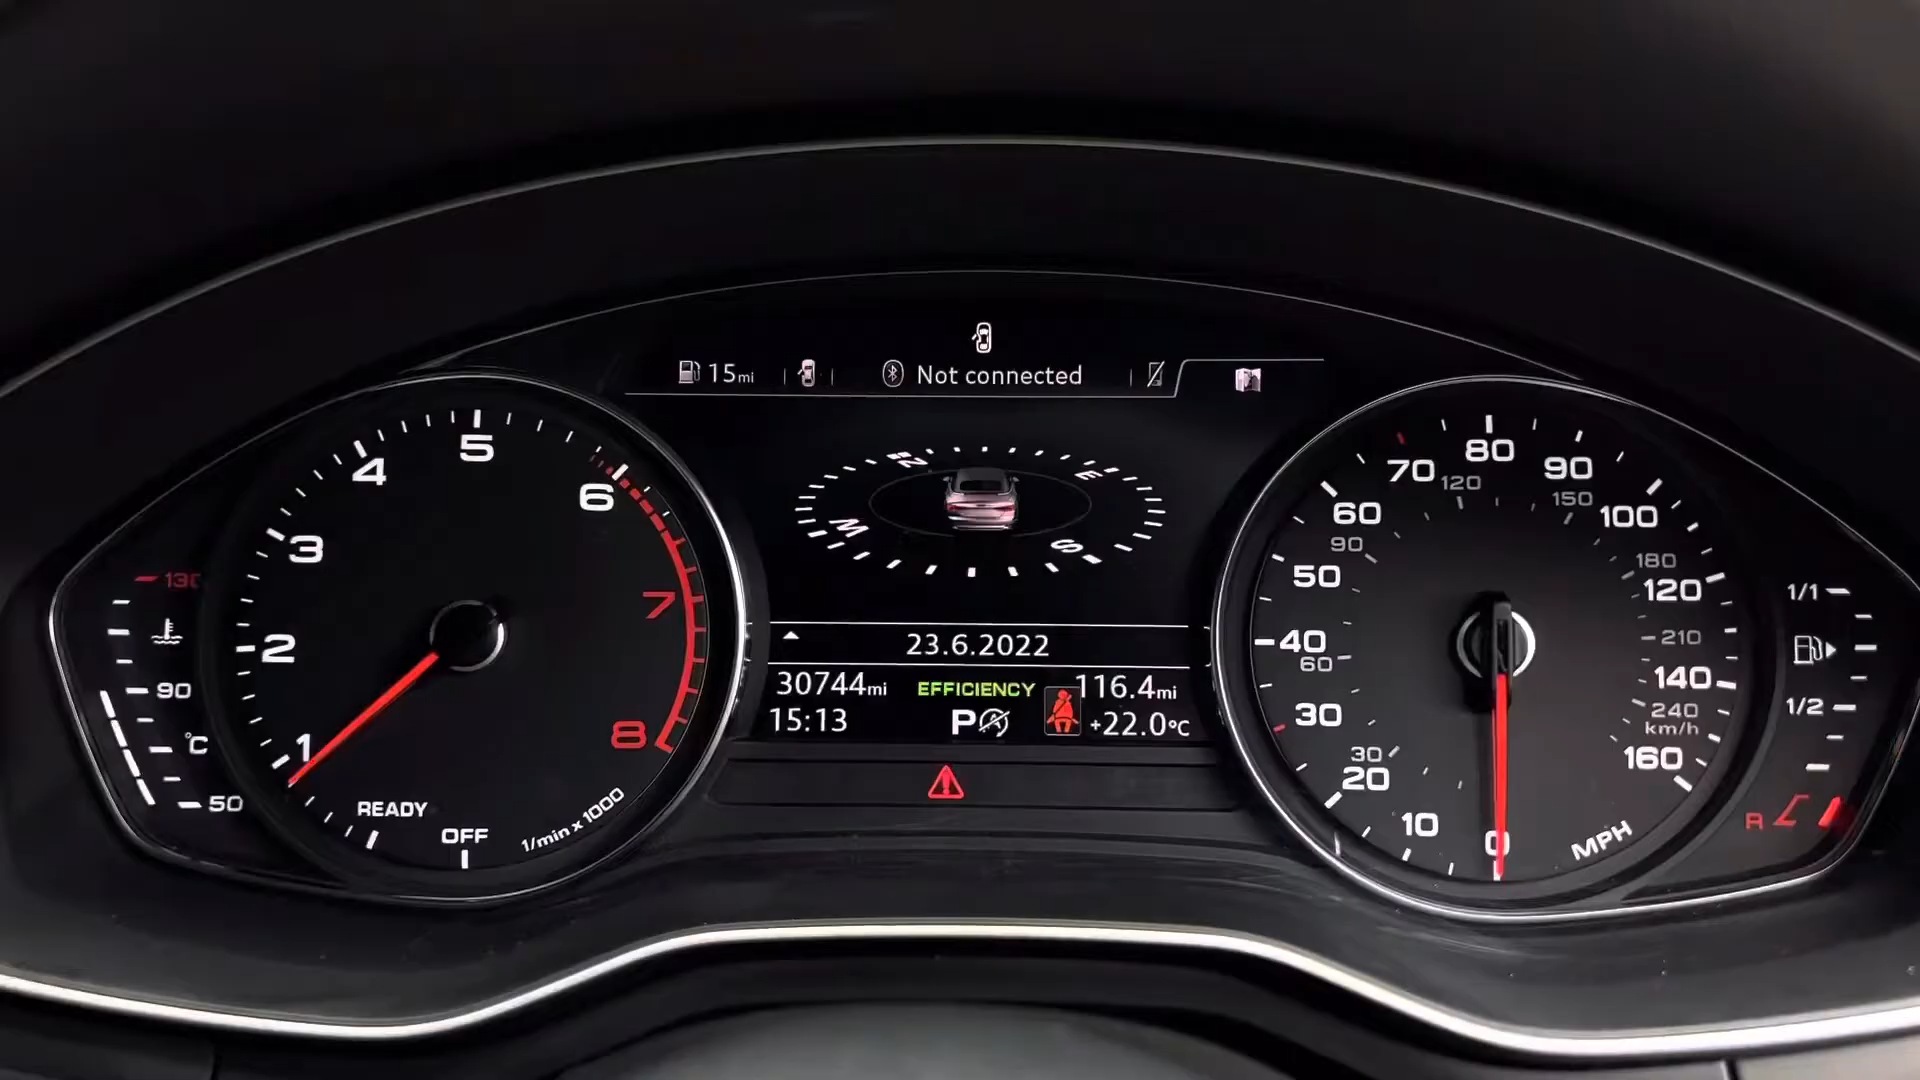 15mi
Not connected
N
E
W
S
23.6.2022
30744mi
EFFICIENCY
116.4mi
15:13
P
+22.0°C
130
90
°C
50
OFF
READY
1
2
3
4
5
6
7
8
1/min x 1000
0
10
20
30
40
50
60
70
80
90
100
120
140
160
MPH
30
60
90
120
150
180
210
240
km/h
1/1
1/2
R